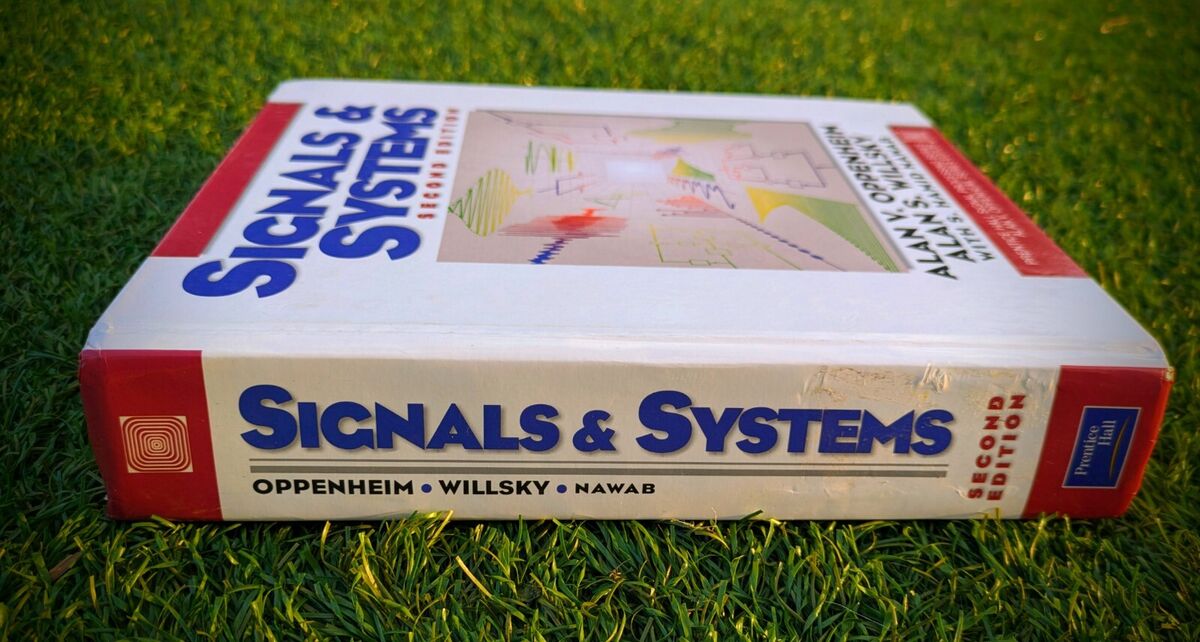 SIGNALS &
SYSTEMS
SECOND EDITION
ALAN V. OPPENHEIM
ALAN S. WILLSKY
WITH S. HAMID NAWAB
SIGNALS & SYSTEMS
OPPENHEIM • WILLSKY • NAWAB
SECOND
EDITION
Prentice
Hall